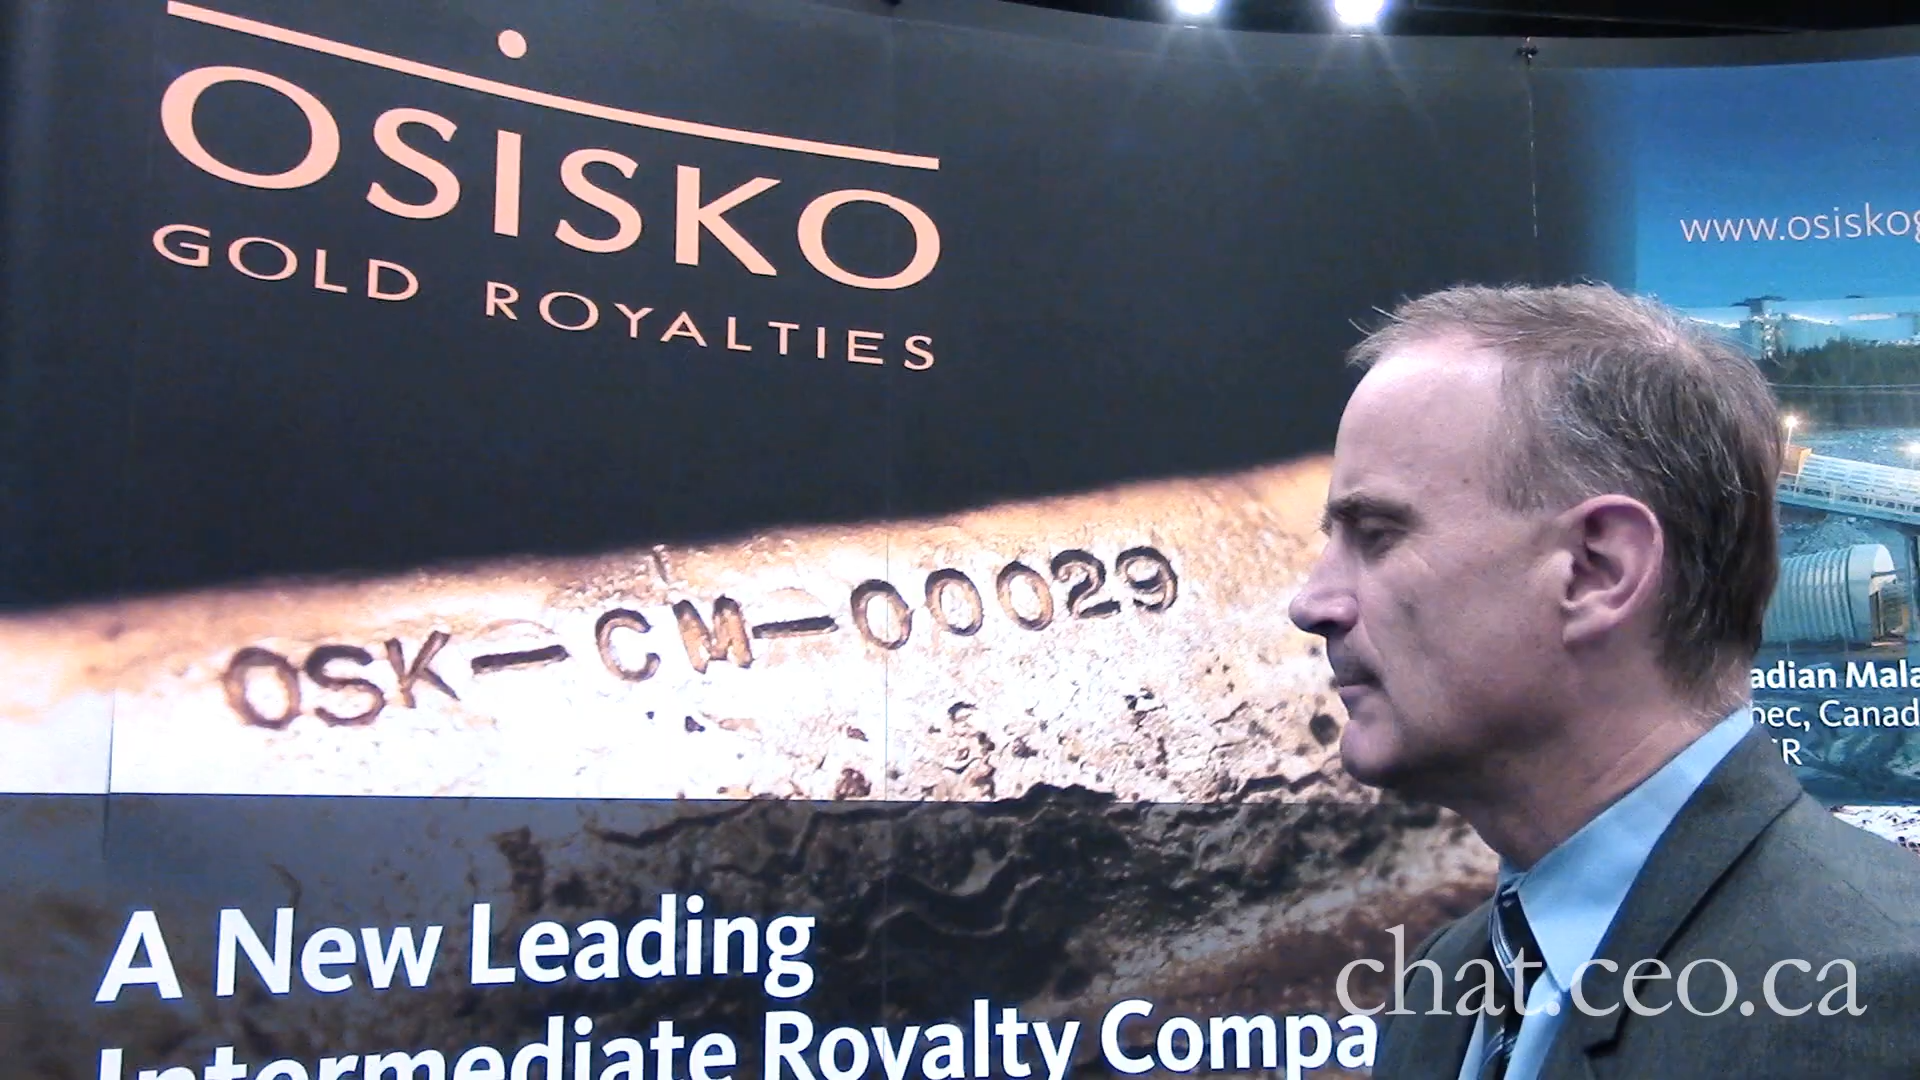 OSISKO
GOLD ROYALTIES
www.osiskog
OSK-CM-00029
adian Mala
bec, Canad
A New Leading
Intermediate Royalty Compa
chat.ceo.ca